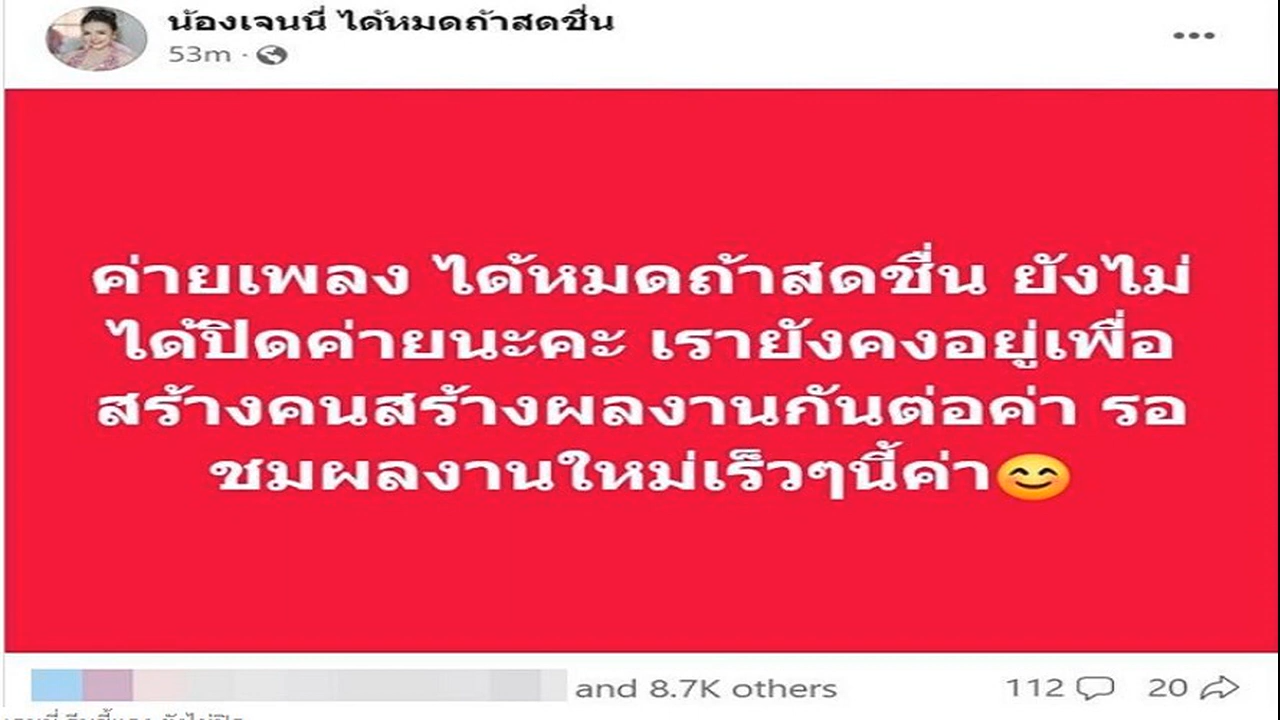 น้องเจนนี่ ได้หมดถ้าสดชื่น
53m ·
ค่ายเพลง ได้หมดถ้าสดชื่น ยังไม่
ได้ปิดค่ายนะคะ เรายังคงอยู่เพื่อ
สร้างคนสร้างผลงานกันต่อค่า รอ
ชมผลงานใหม่เร็วๆนี้ค่า😊
and 8.7K others 112 20